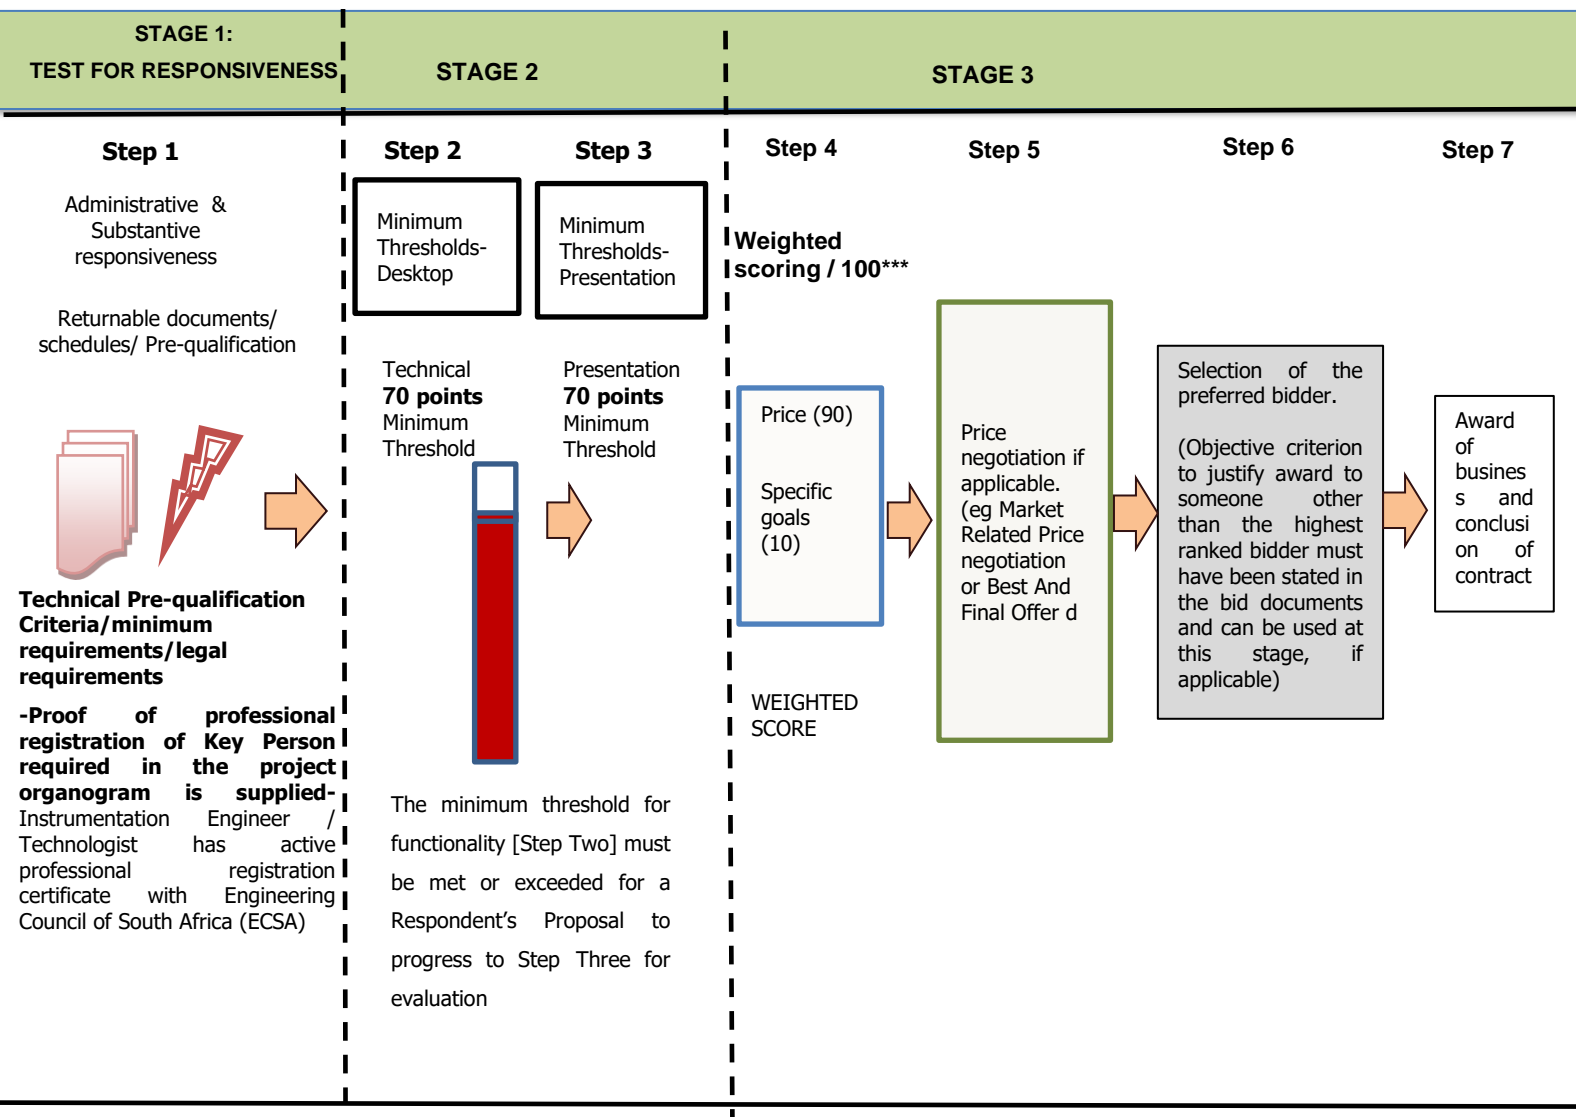 STAGE 1:
TEST FOR RESPONSIVENESS
STAGE 2
STAGE 3
Step 1
Administrative &
Substantive
responsiveness
Returnable documents/
schedules/ Pre-qualification
Technical Pre-qualification
Criteria/minimum
requirements/legal
requirements
-Proof of professional
registration of Key Person
required in the project
organogram is supplied-
Instrumentation Engineer /
Technologist has active
professional registration
certificate with Engineering
Council of South Africa (ECSA)
Step 2
Minimum
Thresholds-
Desktop
Technical
70 points
Minimum
Threshold
Step 3
Minimum
Thresholds-
Presentation
Presentation
70 points
Minimum
Threshold
The minimum threshold for
functionality [Step Two] must
be met or exceeded for a
Respondent’s Proposal to
progress to Step Three for
evaluation
Step 4
Weighted
scoring / 100***
Price (90)
Specific
goals
(10)
WEIGHTED
SCORE
Step 5
Price
negotiation if
applicable.
(eg Market
Related Price
negotiation
or Best And
Final Offer d
Step 6
Selection of the
preferred bidder.
(Objective criterion
to justify award to
someone other
than the highest
ranked bidder must
have been stated in
the bid documents
and can be used at
this stage, if
applicable)
Step 7
Award
of
busines
s and
conclusi
on of
contract